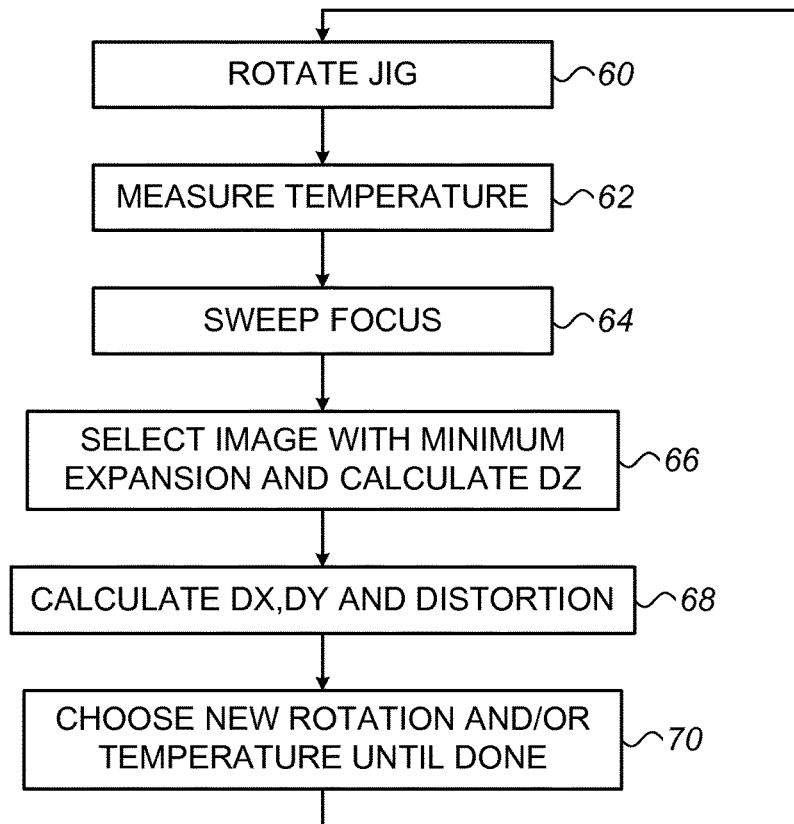 ROTATE JIG
60
MEASURE TEMPERATURE
62
SWEEP FOCUS
64
SELECT IMAGE WITH MINIMUM
EXPANSION AND CALCULATE DZ
66
CALCULATE DX,DY AND DISTORTION
68
CHOOSE NEW ROTATION AND/OR
TEMPERATURE UNTIL DONE
70